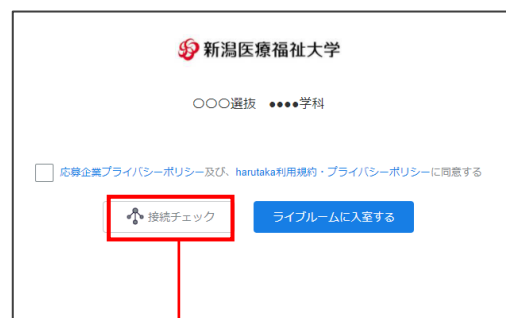 新潟医療福祉大学
〇〇〇選抜 ●●●●学科
応募企業プライバシーポリシー及び、harutaka利用規約・プライバシーポリシーに同意する
接続チェック
ライブルームに入室する